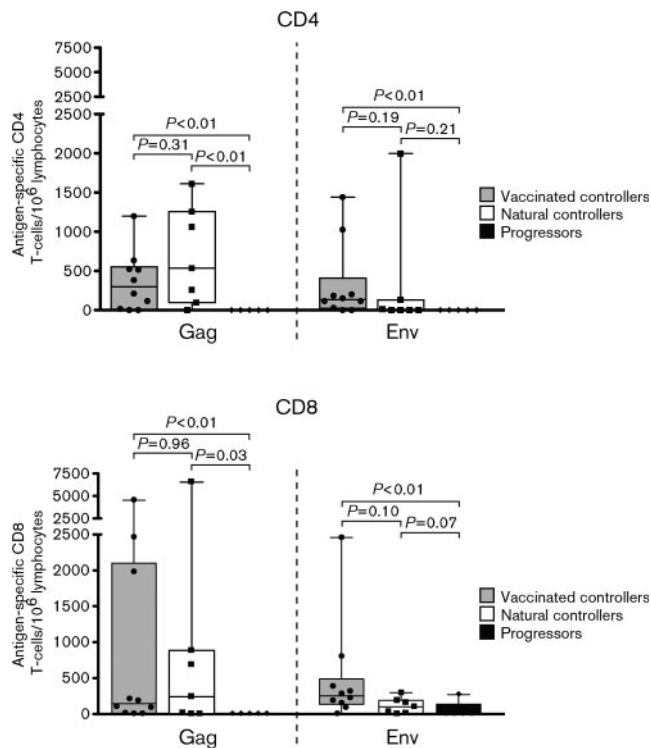 CD4
7500
5000
2500
2500
2000
1500
1000
500
0
Antigen-specific CD4
T-cells/10⁶ lymphocytes
P<0.01
P=0.31
P<0.01
P<0.01
P=0.19
P=0.21
Vaccinated controllers
Natural controllers
Progressors
Gag
Env
CD8
7500
5000
2500
2500
2000
1500
1000
500
0
Antigen-specific CD8
T-cells/10⁶ lymphocytes
P<0.01
P=0.96
P=0.03
P<0.01
P=0.10
P=0.07
Vaccinated controllers
Natural controllers
Progressors
Gag
Env